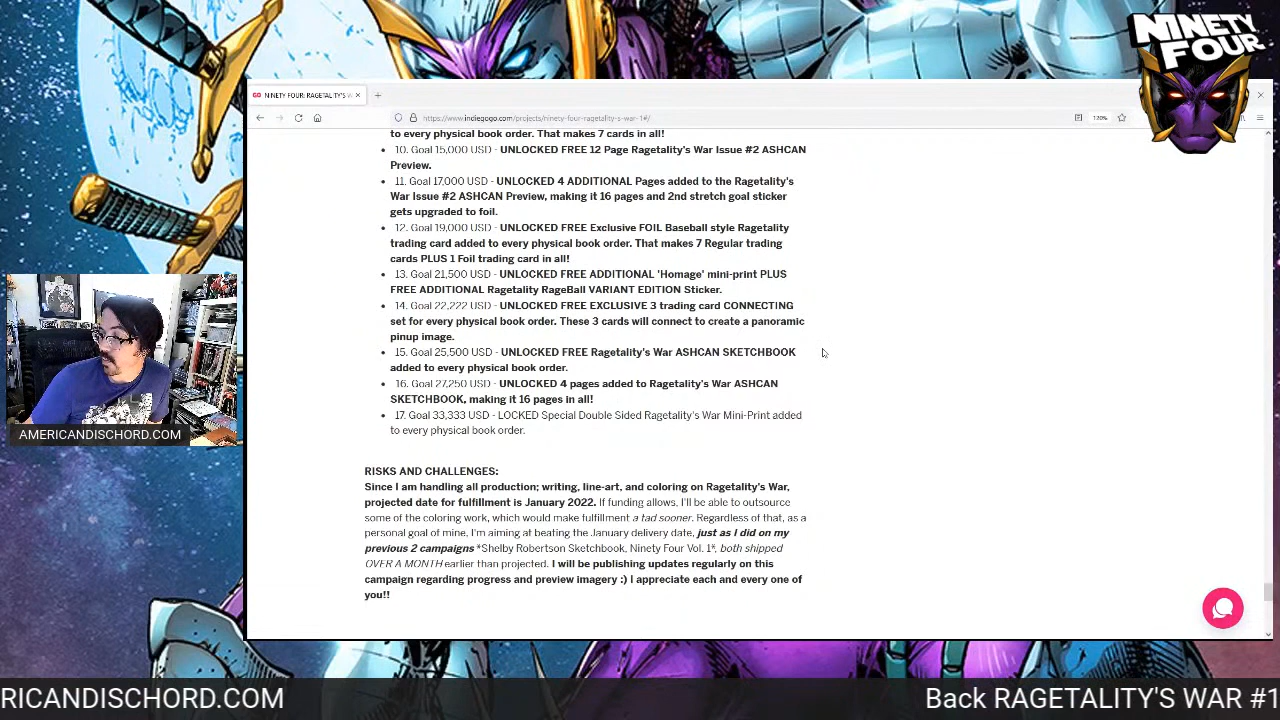 NINETY
FOUR
GO NINETY FOUR: RAGETALITY'S W
https://www.indiegogo.com/projects/ninety-four-ragetality-s-war-1#/
120%
to every physical book order. That makes 7 cards in all!
• 10. Goal 15,000 USD - UNLOCKED FREE 12 Page Ragetality's War Issue #2 ASHCAN
Preview.
• 11. Goal 17,000 USD - UNLOCKED 4 ADDITIONAL Pages added to the Ragetality's
War Issue #2 ASHCAN Preview, making it 16 pages and 2nd stretch goal sticker
gets upgraded to foil.
• 12. Goal 19,000 USD - UNLOCKED FREE Exclusive FOIL Baseball style Ragetality
trading card added to every physical book order. That makes 7 Regular trading
cards PLUS 1 Foil trading card in all!
• 13. Goal 21,500 USD - UNLOCKED FREE ADDITIONAL 'Homage' mini-print PLUS
FREE ADDITIONAL Ragetality RageBall VARIANT EDITION Sticker.
• 14. Goal 22,222 USD - UNLOCKED FREE EXCLUSIVE 3 trading card CONNECTING
set for every physical book order. These 3 cards will connect to create a panoramic
pinup image.
• 15. Goal 25,500 USD - UNLOCKED FREE Ragetality's War ASHCAN SKETCHBOOK
added to every physical book order.
• 16. Goal 27,250 USD - UNLOCKED 4 pages added to Ragetality's War ASHCAN
SKETCHBOOK, making it 16 pages in all!
• 17. Goal 33,333 USD - LOCKED Special Double Sided Ragetality's War Mini-Print added
to every physical book order.
RISKS AND CHALLENGES:
Since I am handling all production; writing, line-art, and coloring on Ragetality's War,
projected date for fulfillment is January 2022. If funding allows, I'll be able to outsource
some of the coloring work, which would make fulfillment a tad sooner. Regardless of that, as a
personal goal of mine, I'm aiming at beating the January delivery date, just as I did on my
previous 2 campaigns *Shelby Robertson Sketchbook, Ninety Four Vol. 1*, both shipped
OVER A MONTH earlier than projected. I will be publishing updates regularly on this
campaign regarding progress and preview imagery :) I appreciate each and every one of
you!!
AMERICANDISCHORD.COM
RICANDISCHORD.COM
Back RAGETALITY'S WAR #1